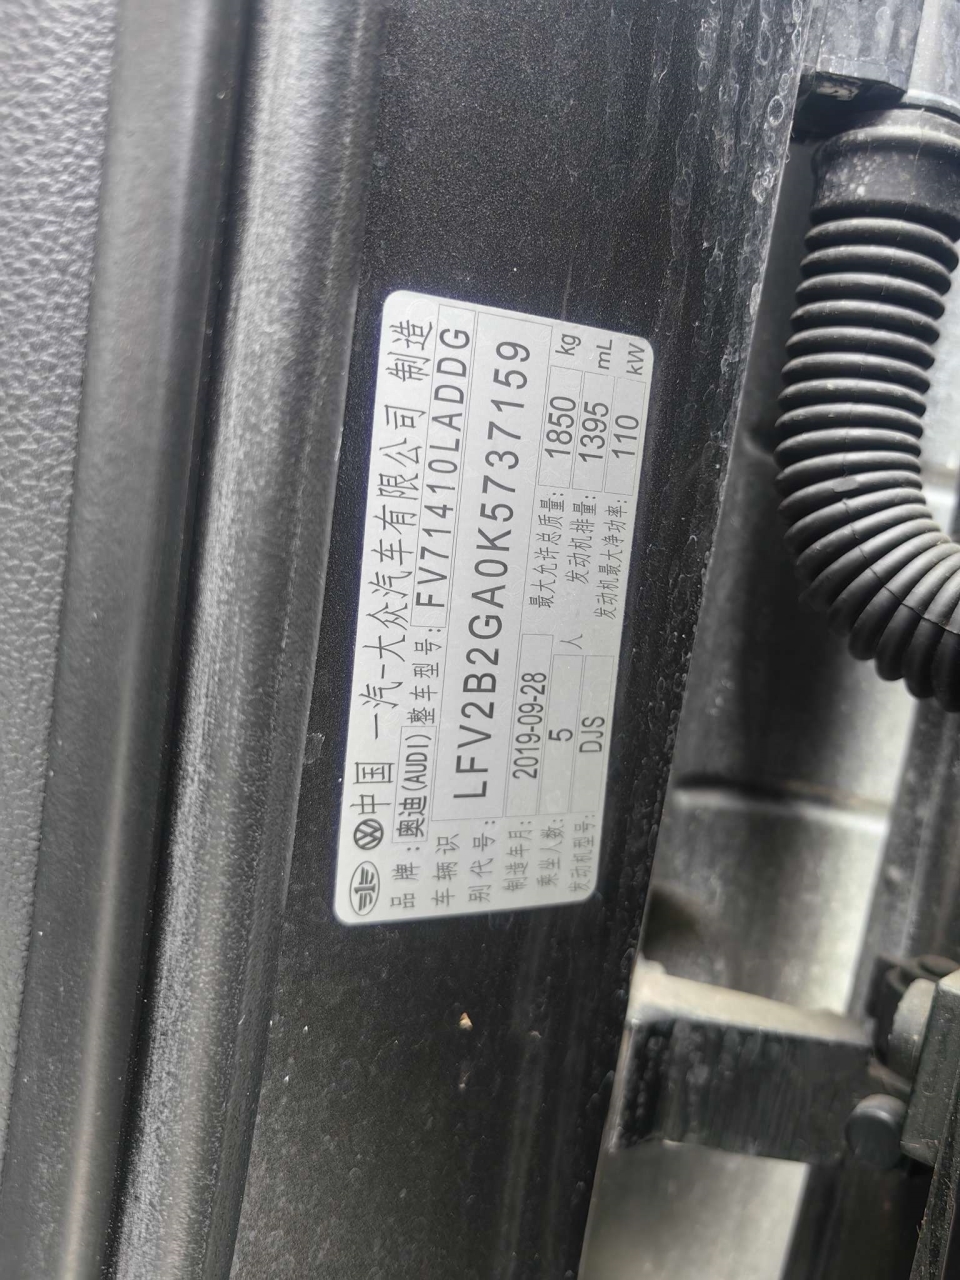 中国 一汽-大众汽车有限公司 制造
品牌:奥迪(AUDI) 整车型号:FV71410LADDG
车辆识别代号: LFV2B2GA0K5737159
制造年月: 2019-09-28 最大允许总质量: 1850 kg
乘坐人数: 5 人 发动机排量: 1395 mL
发动机型号: DJS 发动机最大净功率: 110 kW